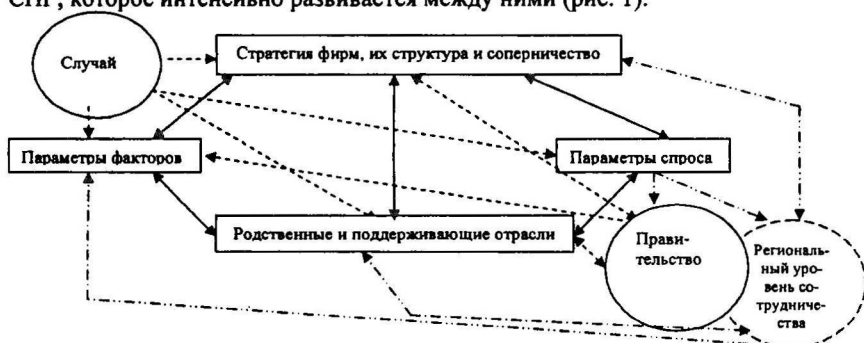 СНГ, которое интенсивно развивается между ними (рис. 1).
Случай
Стратегия фирм, их структура и соперничество
Параметры факторов
Параметры спроса
Родственные и поддерживающие отрасли
Прави-
тельство
Региональ-
ный уро-
вень со-
трудниче-
ства